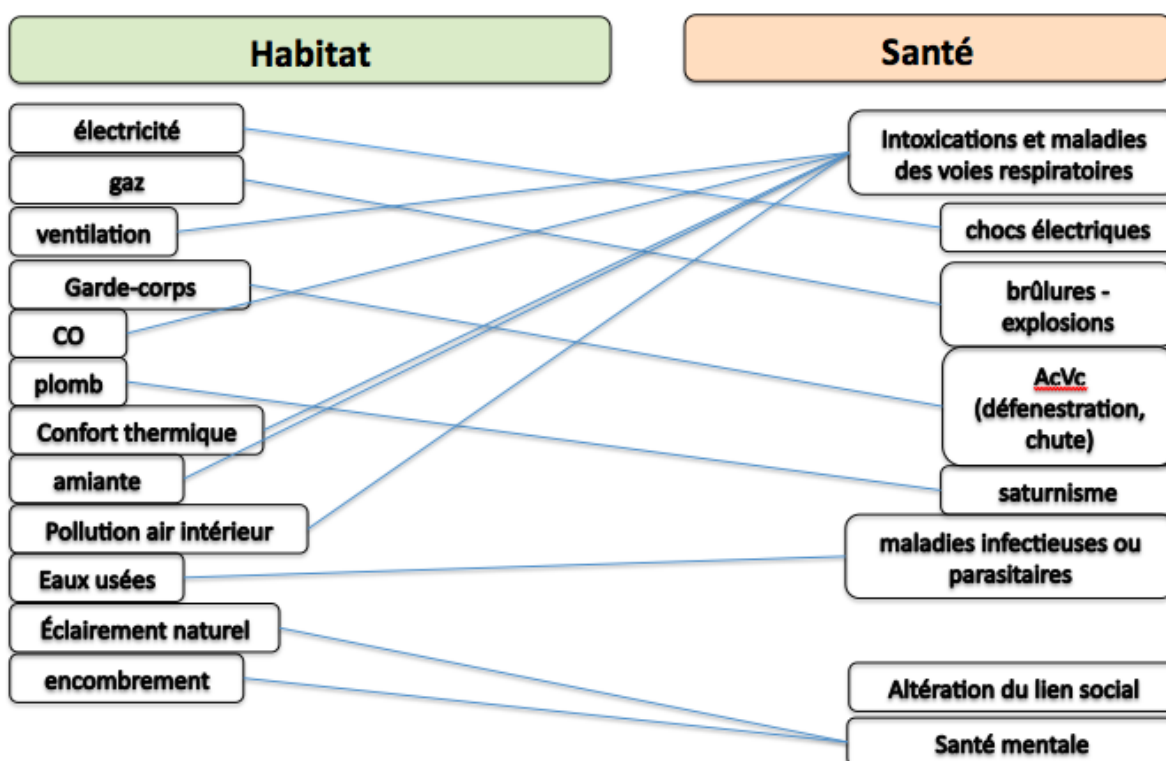 Habitat
Santé
électricité
gaz
ventilation
Garde-corps
CO
plomb
Confort thermique
amiante
Pollution air intérieur
Eaux usées
Éclairement naturel
encombrement
Intoxications et maladies
des voies respiratoires
chocs électriques
brûlures -
explosions
AcVc
(défenestration,
chute)
saturnisme
maladies infectieuses ou
parasitaires
Altération du lien social
Santé mentale